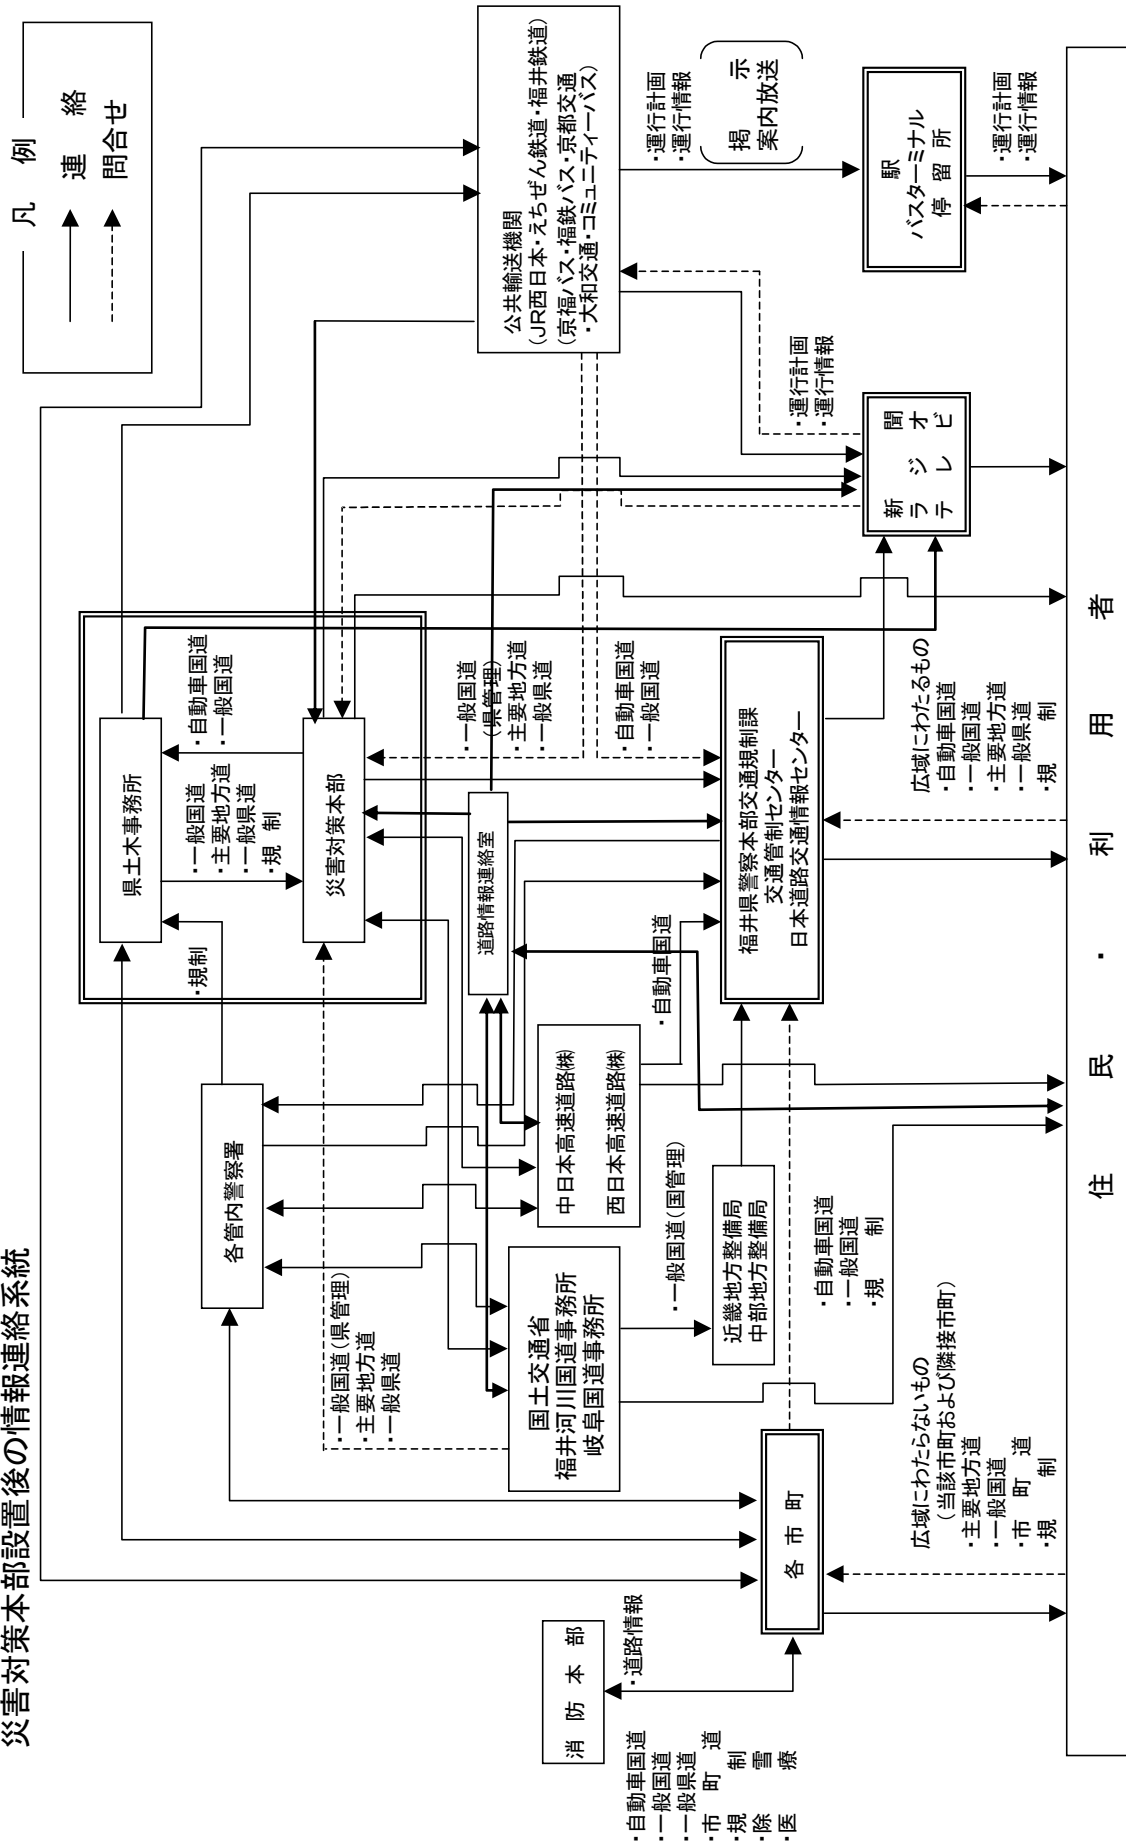 災害対策本部設置後の情報連絡系統
凡　例
連　絡
問合せ
県土木事務所
・自動車国道
・一般国道
・一般国道
・主要地方道
・一般県道
・規　制
災害対策本部
・規制
各管内警察署
・一般国道(県管理)
・主要地方道
・一般県道
道路情報連絡室
・一般国道
(県管理)
・主要地方道
・一般県道
・自動車国道
・一般国道
公共輸送機関
(JR西日本・えちぜん鉄道・福井鉄道)
(京福バス・福鉄バス・京都交通
・大和交通・コミュニティーバス)
・運行計画
・運行情報
掲　示
案内放送
駅
バスターミナル
停　留　所
・運行計画
・運行情報
・運行計画
・運行情報
新　聞
ラジオ
テレビ
福井県警察本部交通規制課
交通管制センター
日本道路交通情報センター
広域にわたるもの
・自動車国道
・一般国道
・主要地方道
・一般県道
・規　制
中日本高速道路㈱
西日本高速道路㈱
・自動車国道
国土交通省
福井河川国道事務所
岐阜国道事務所
・一般国道(国管理)
近畿地方整備局
中部地方整備局
・自動車国道
・一般国道
・規　制
消　防　本　部
・道路情報
・自動車国道
・一般国道
・一般県道
・市　町　道
・規　制
・除　雪
・医　療
各　市　町
広域にわたらないもの
(当該市町および隣接市町)
・主要地方道
・一般国道
・市　町　道
・規　制
住　民　・　利　用　者